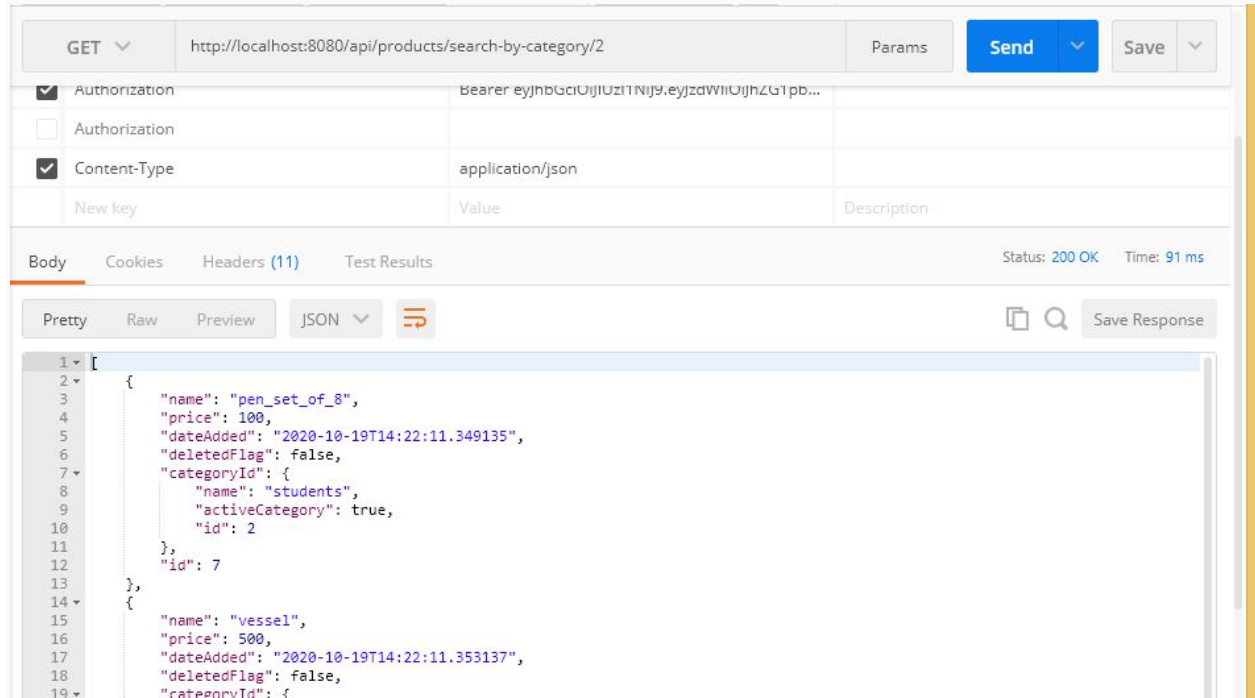 GET http://localhost:8080/api/products/search-by-category/2 Params Send Save
Authorization Bearer eyJhbGciOiJIUzI1NiJ9.eyJzdWIiOiJhZG1pb...
Authorization
Content-Type application/json
New key Value Description
Body Cookies Headers (11) Test Results Status: 200 OK Time: 91 ms
Pretty Raw Preview JSON Save Response
1 [
2 {
3 "name": "pen_set_of_8",
4 "price": 100,
5 "dateAdded": "2020-10-19T14:22:11.349135",
6 "deletedFlag": false,
7 "categoryId": {
8 "name": "students",
9 "activeCategory": true,
10 "id": 2
11 },
12 "id": 7
13 },
14 {
15 "name": "vessel",
16 "price": 500,
17 "dateAdded": "2020-10-19T14:22:11.353137",
18 "deletedFlag": false,
19 "categoryId": {